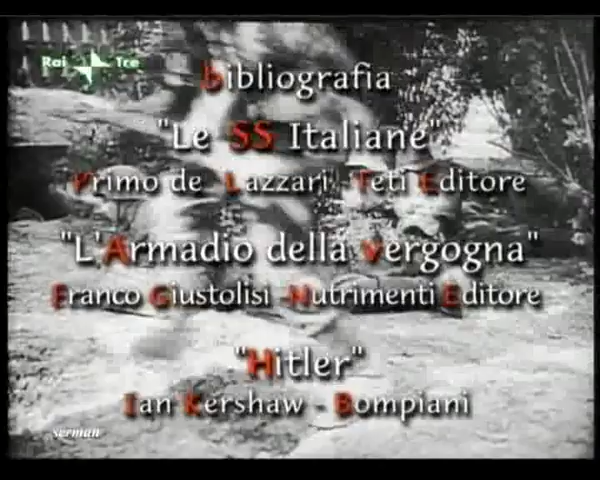 Rai Tre
bibliografia
"Le SS Italiane"
Primo de Lazzari - Teti Editore
"L'Armadio della vergogna"
Franco Giustolisi - Nutrimenti Editore
"Hitler"
Ian Kershaw - Bompiani
serman